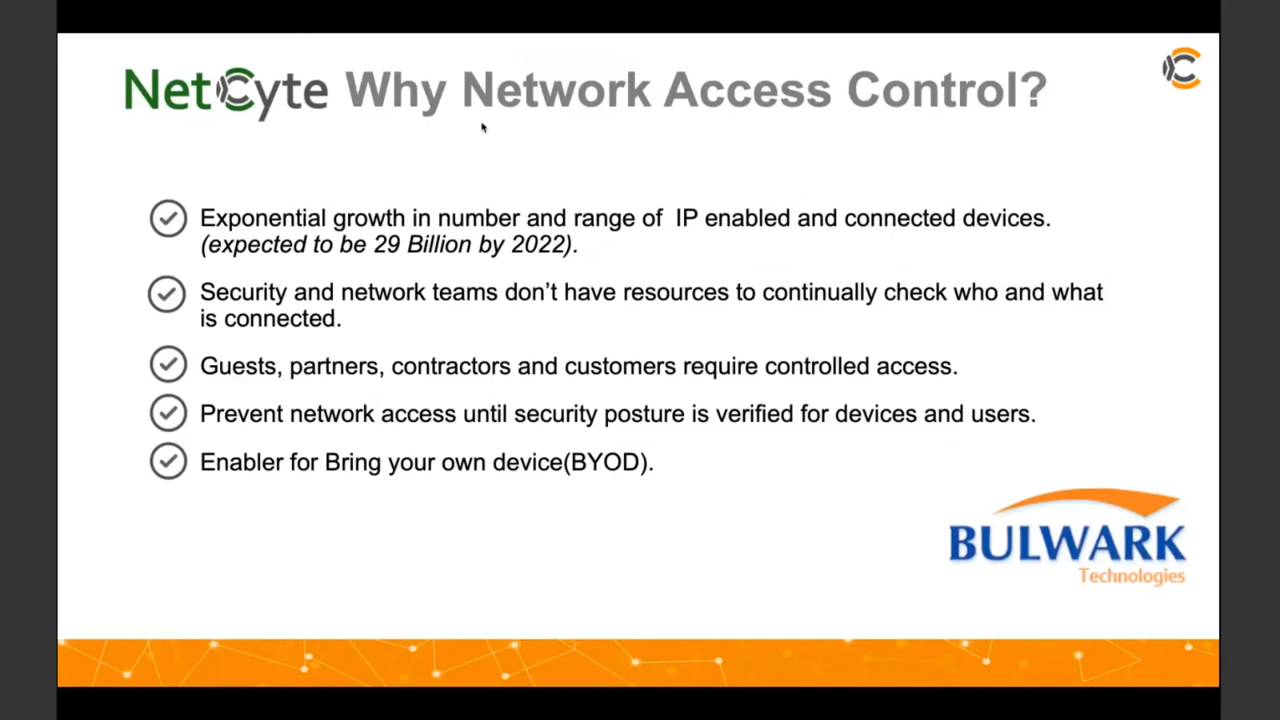 NetCyte Why Network Access Control?
Exponential growth in number and range of  IP enabled and connected devices.
(expected to be 29 Billion by 2022).
Security and network teams don’t have resources to continually check who and what
is connected.
Guests, partners, contractors and customers require controlled access.
Prevent network access until security posture is verified for devices and users.
Enabler for Bring your own device(BYOD).
BULWARK
Technologies